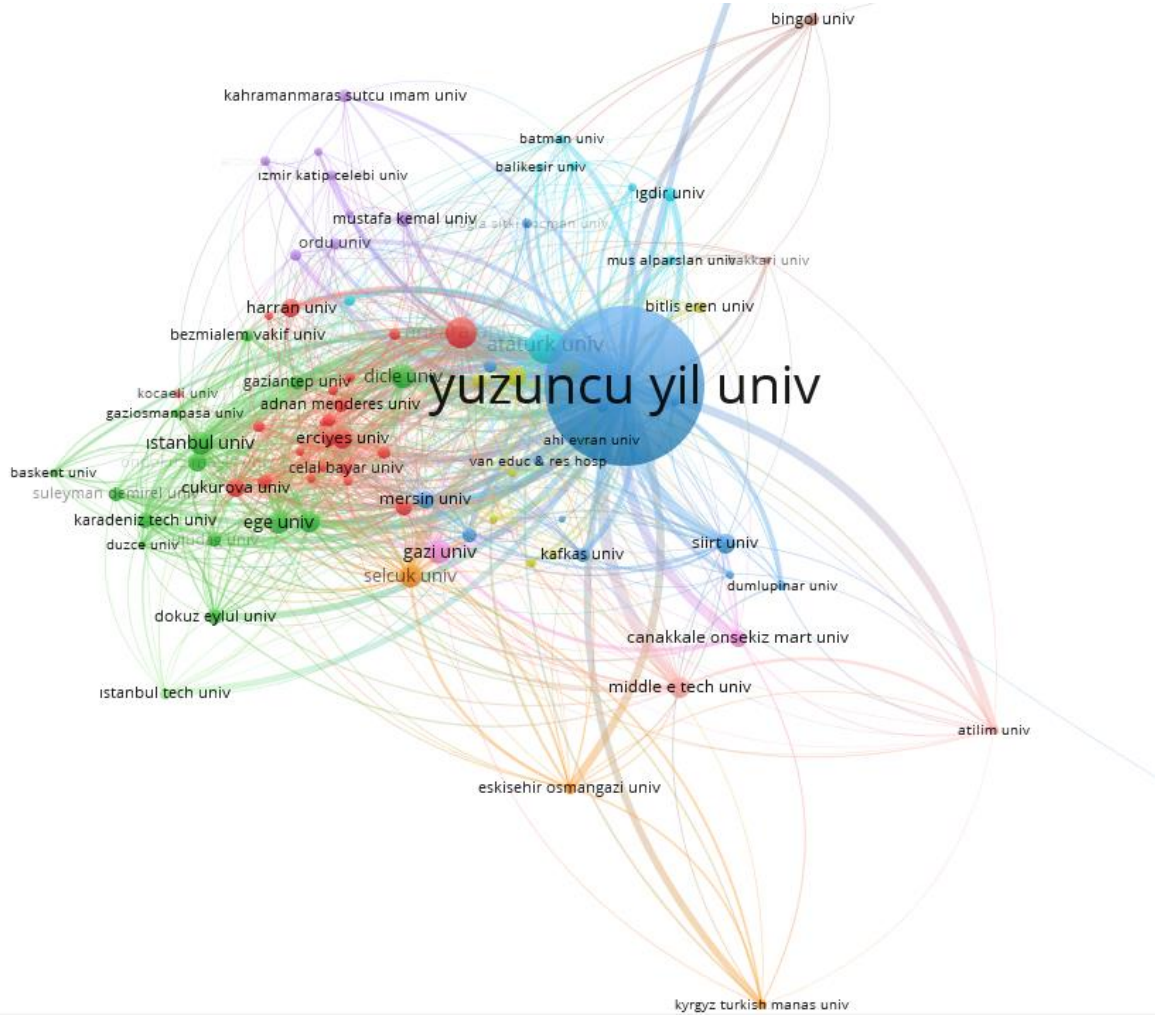 bingol univ
kahramanmaras sutcu ımam univ
batman univ
balikesir univ
ızmir katip celebi univ
ıgdir univ
mustafa kemal univ
ordu univ
mus alparslan univ
hakkari univ
bitlis eren univ
harran univ
bezmialem vakif univ
ataturk univ
gaziantep univ
dicle univ
yuzuncu yil univ
kocaeli univ
adnan menderes univ
gaziosmanpasa univ
ıstanbul univ
erciyes univ
ahi evran univ
van educ & res hosp
baskent univ
celal bayar univ
suleyman demirel univ
cukurova univ
mersin univ
karadeniz tech univ
ege univ
duzce univ
gazi univ
kafkas univ
siirt univ
selcuk univ
dumlupinar univ
dokuz eylul univ
canakkale onsekiz mart univ
ıstanbul tech univ
middle e tech univ
atilim univ
eskisehir osmangazi univ
kyrgyz turkish manas univ